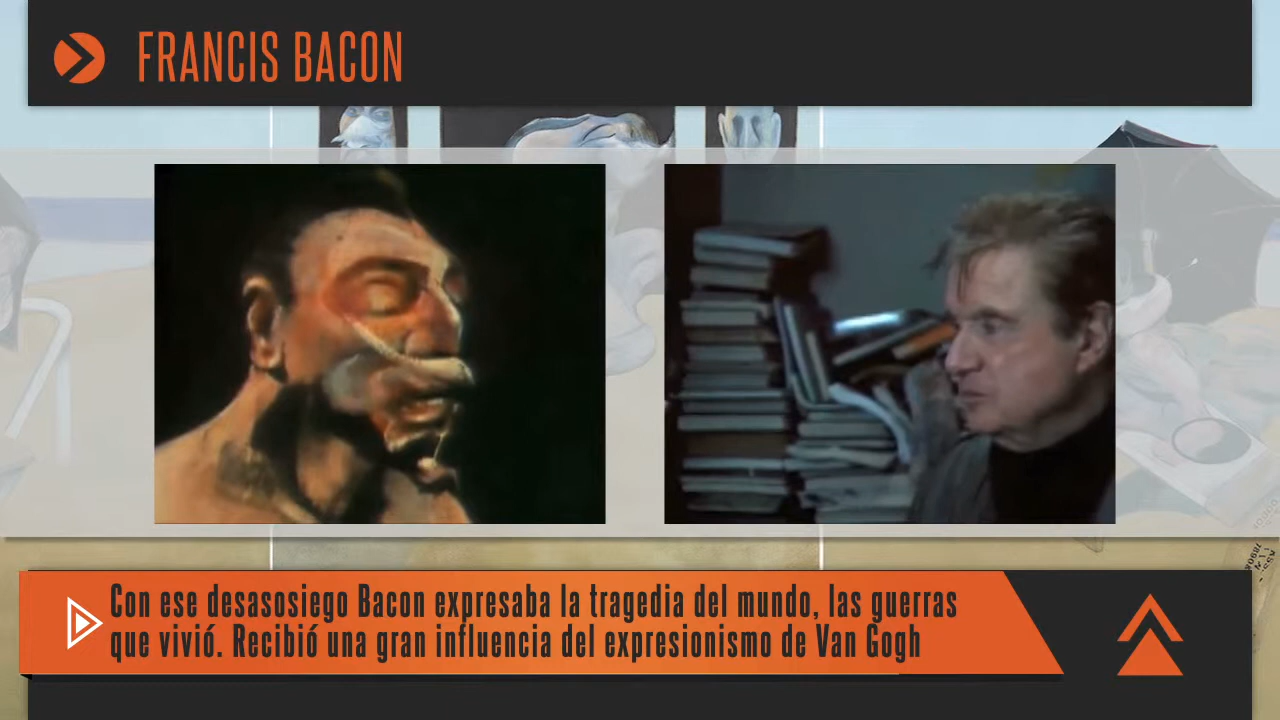 FRANCIS BACON
Con ese desasosiego Bacon expresaba la tragedia del mundo, las guerras
que vivió. Recibió una gran influencia del expresionismo de Van Gogh